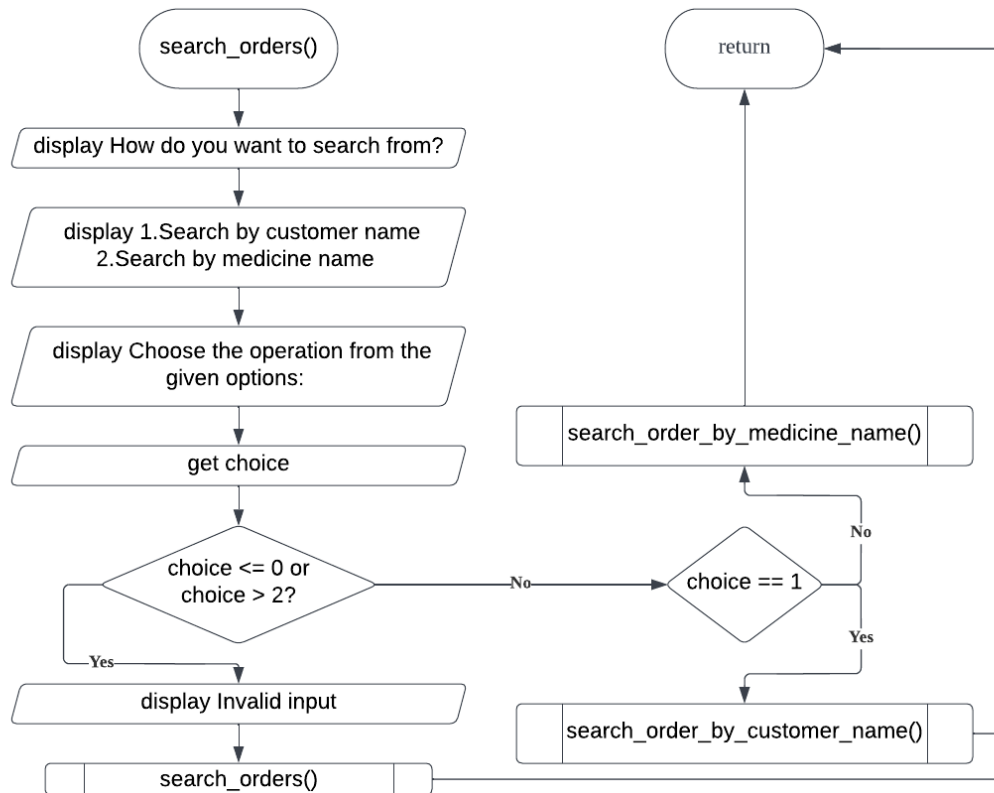 search_orders()
display How do you want to search from?
display 1.Search by customer name
2.Search by medicine name
display Choose the operation from the
given options:
get choice
choice <= 0 or
choice > 2?
Yes
display Invalid input
search_orders()
No
choice == 1
No
search_order_by_medicine_name()
return
Yes
search_order_by_customer_name()